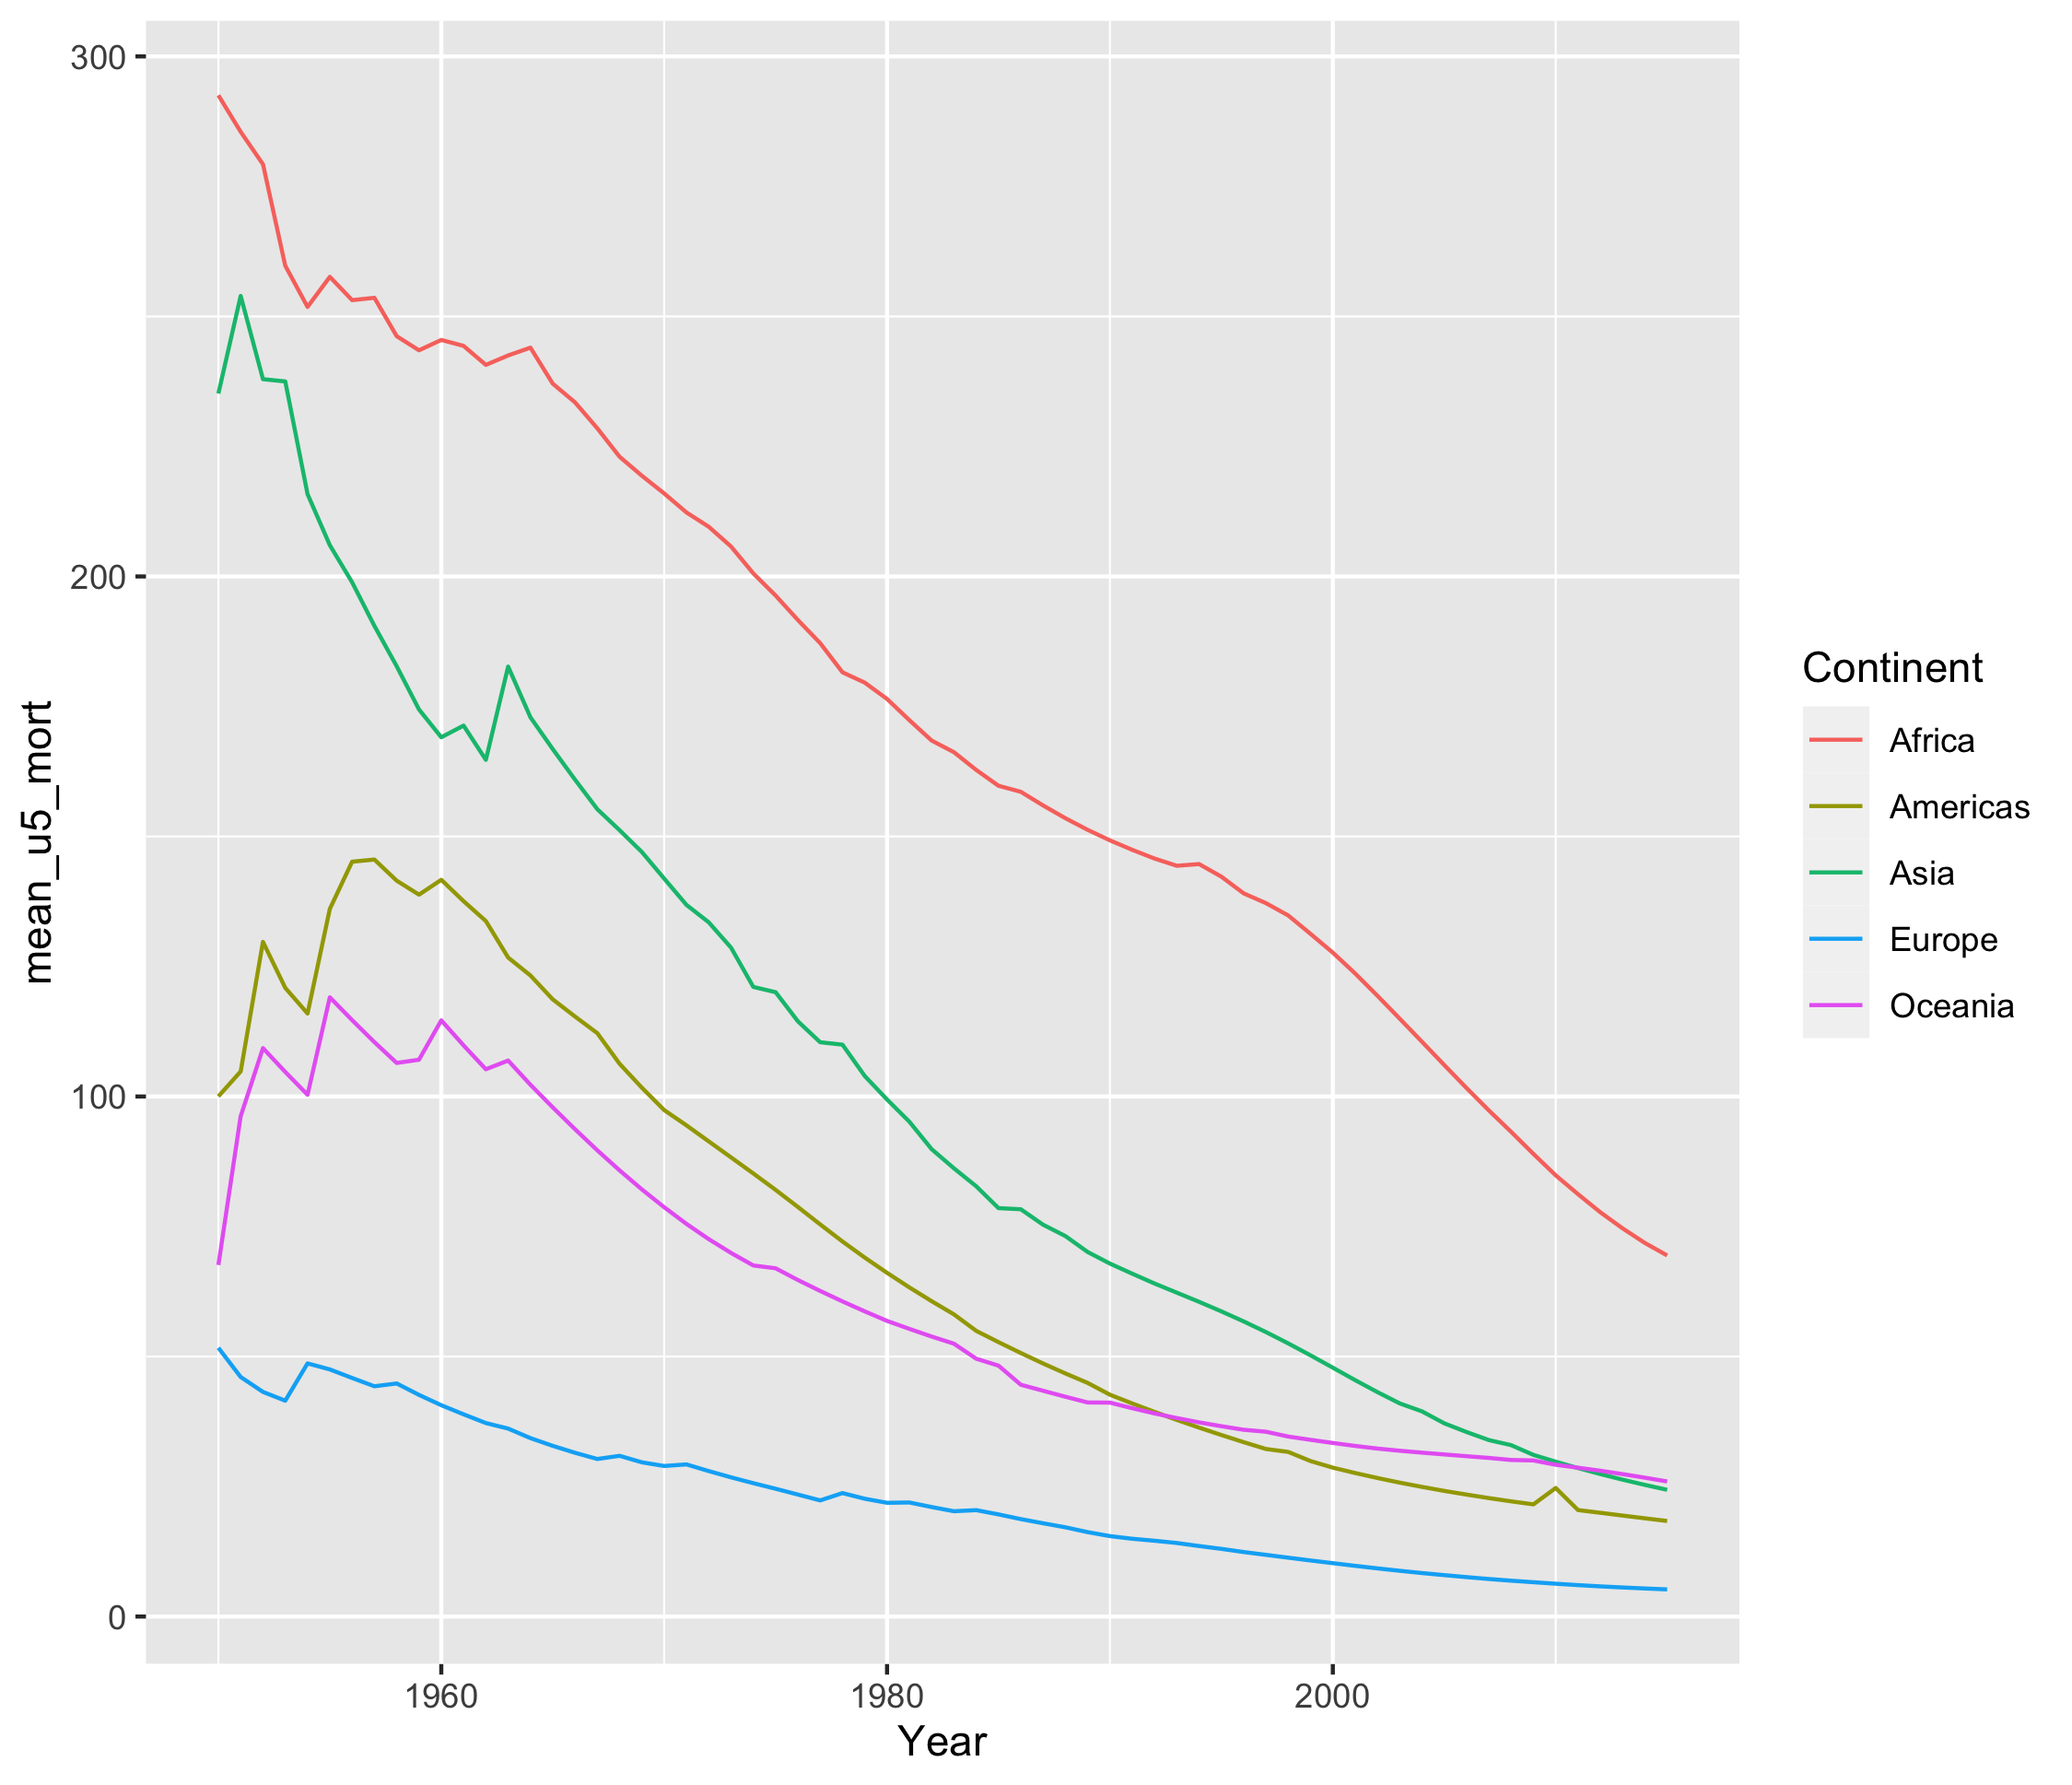 300
200
100
0
mean_u5_mort
1960
1980
2000
Year
Continent
Africa
Americas
Asia
Europe
Oceania